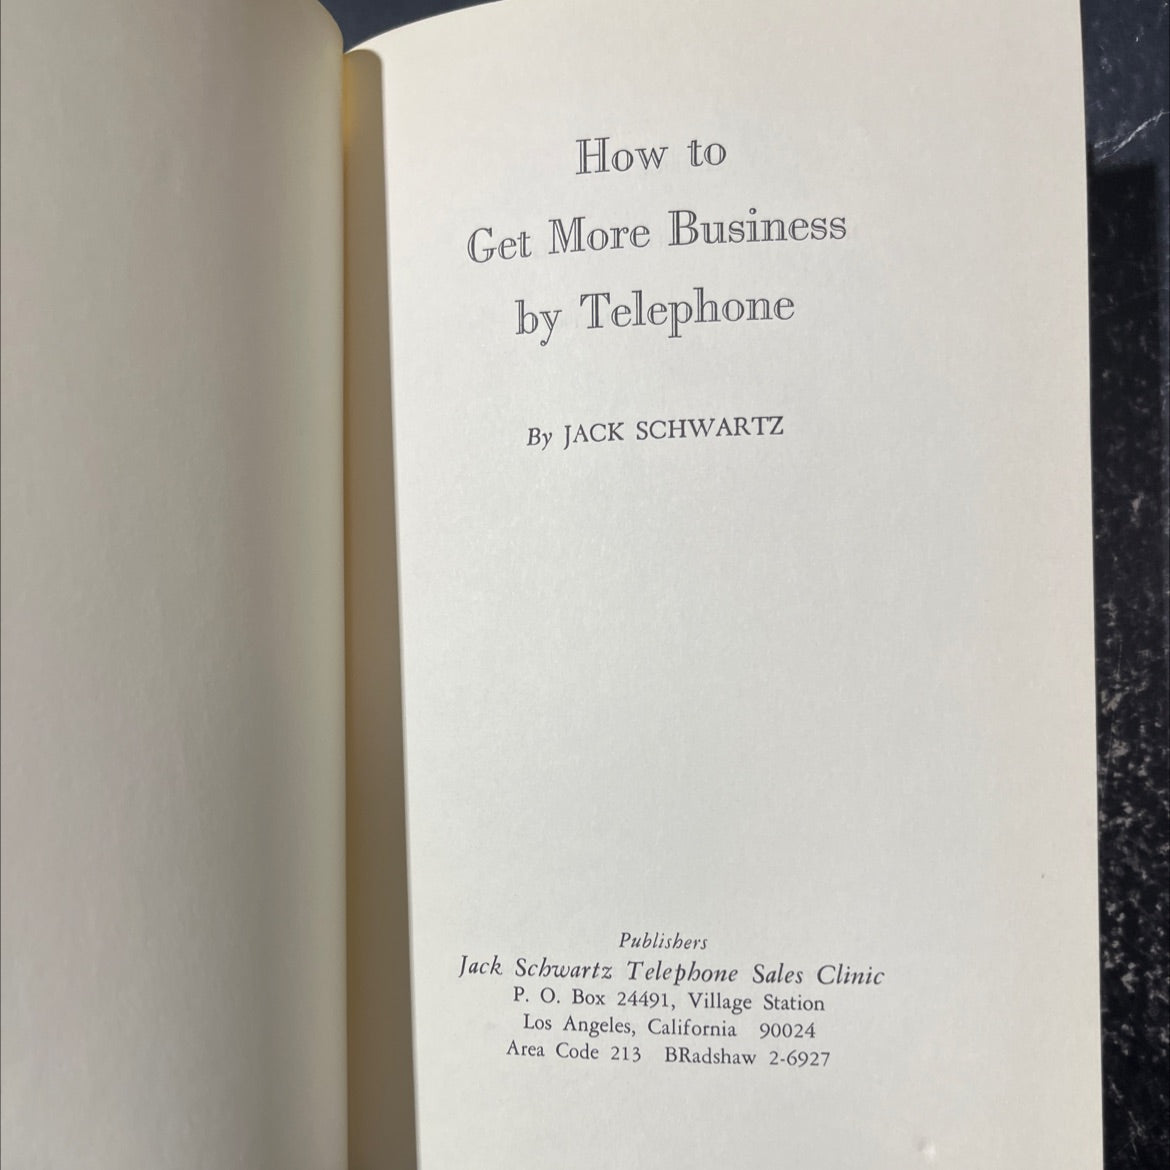 How to
Get More Business
by Telephone
By JACK SCHWARTZ
Publishers
Jack Schwartz Telephone Sales Clinic
P. O. Box 24491, Village Station
Los Angeles, California 90024
Area Code 213 BRadshaw 2-6927